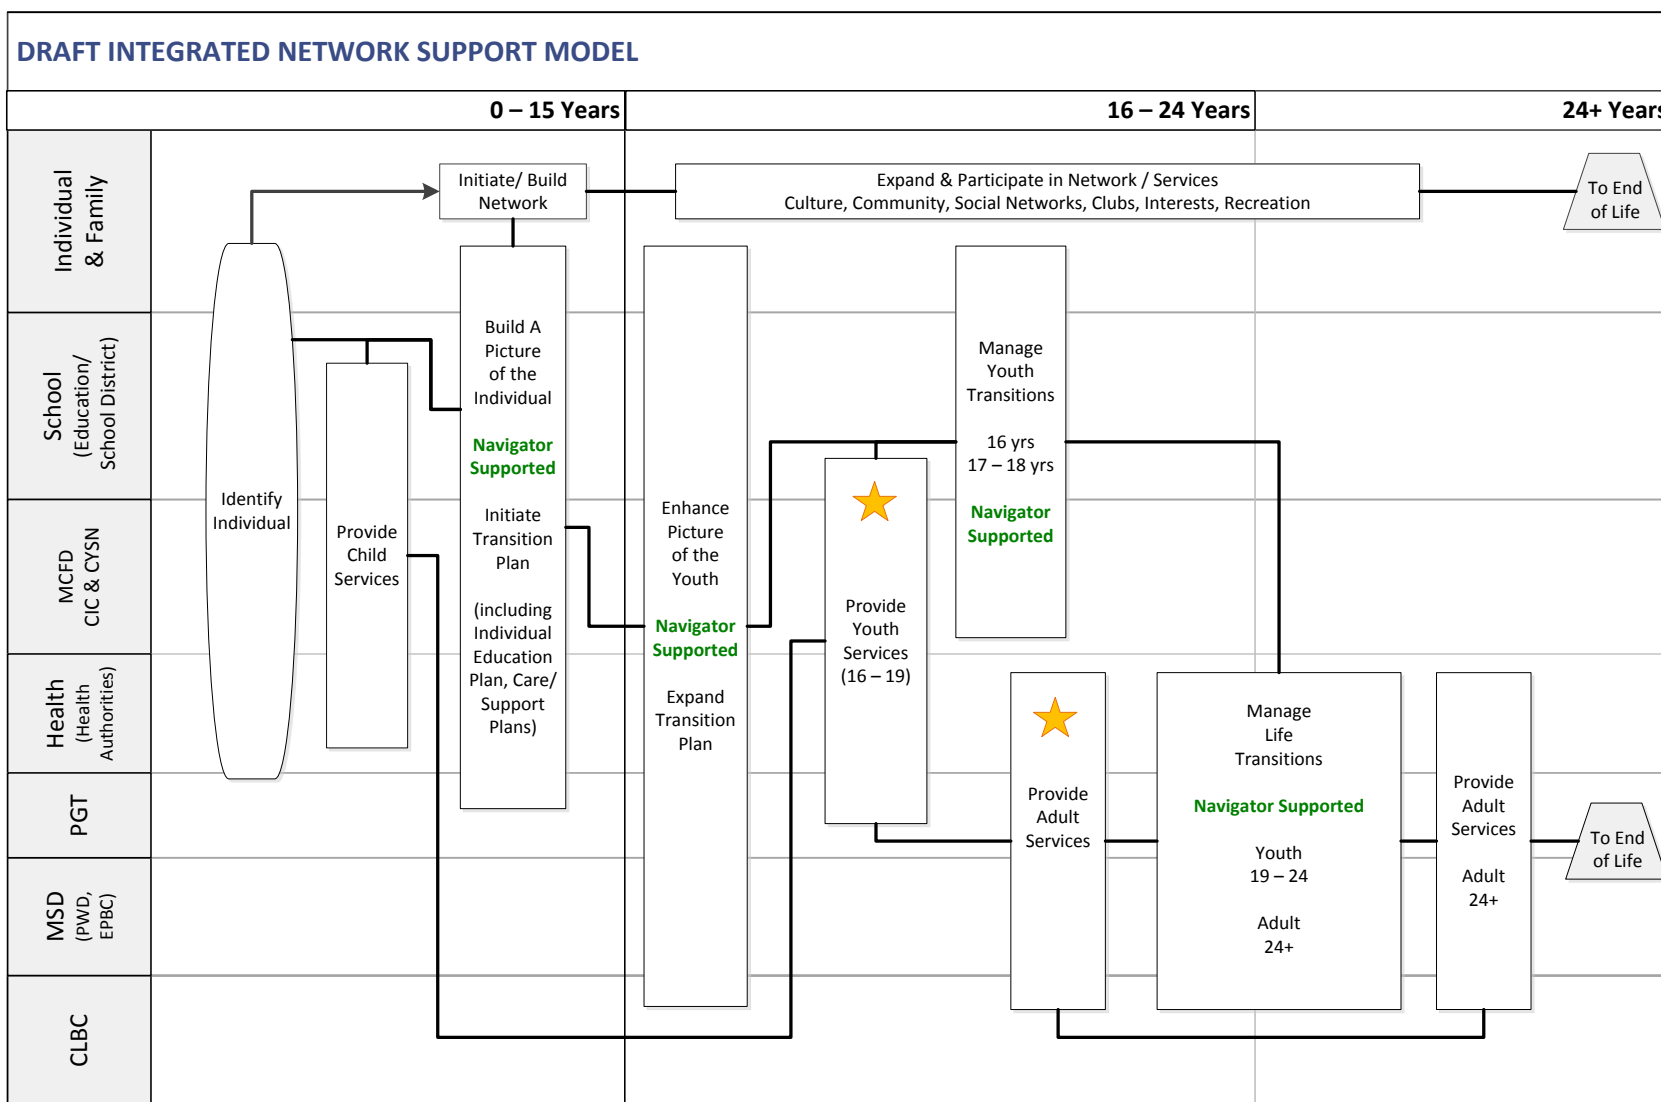 DRAFT INTEGRATED NETWORK SUPPORT MODEL
0 – 15 Years
16 – 24 Years
24+ Years
Individual
& Family
School
(Education/
School District)
MCFD
CIC & CYSN
Health
(Health
Authorities)
PGT
MSD
(PWD,
EPBC)
CLBC
Identify
Individual
Provide
Child
Services
Initiate/ Build
Network
Build A
Picture
of the
Individual
Navigator
Supported
Initiate
Transition
Plan
(including
Individual
Education
Plan, Care/
Support
Plans)
Expand & Participate in Network / Services
Culture, Community, Social Networks, Clubs, Interests, Recreation
Enhance
Picture
of the
Youth
Navigator
Supported
Expand
Transition
Plan
Provide
Youth
Services
(16 – 19)
Manage
Youth
Transitions
16 yrs
17 – 18 yrs
Navigator
Supported
Provide
Adult
Services
Manage
Life
Transitions
Navigator Supported
Youth
19 – 24
Adult
24+
Provide
Adult
Services
Adult
24+
To End
of Life
To End
of Life